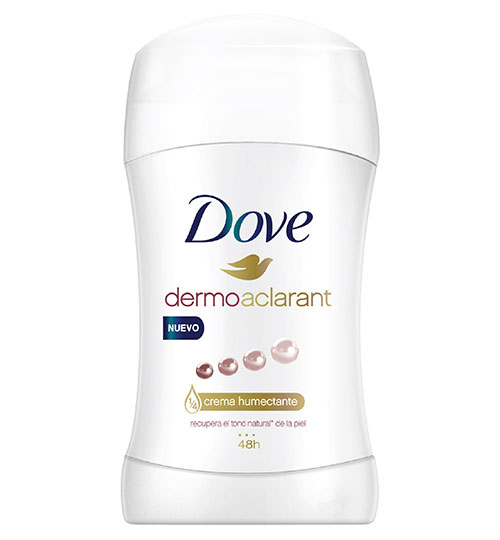 Dove
dermoaclarant
NUEVO
1/4 crema humectante
recupera el tono natural* de la piel
48h